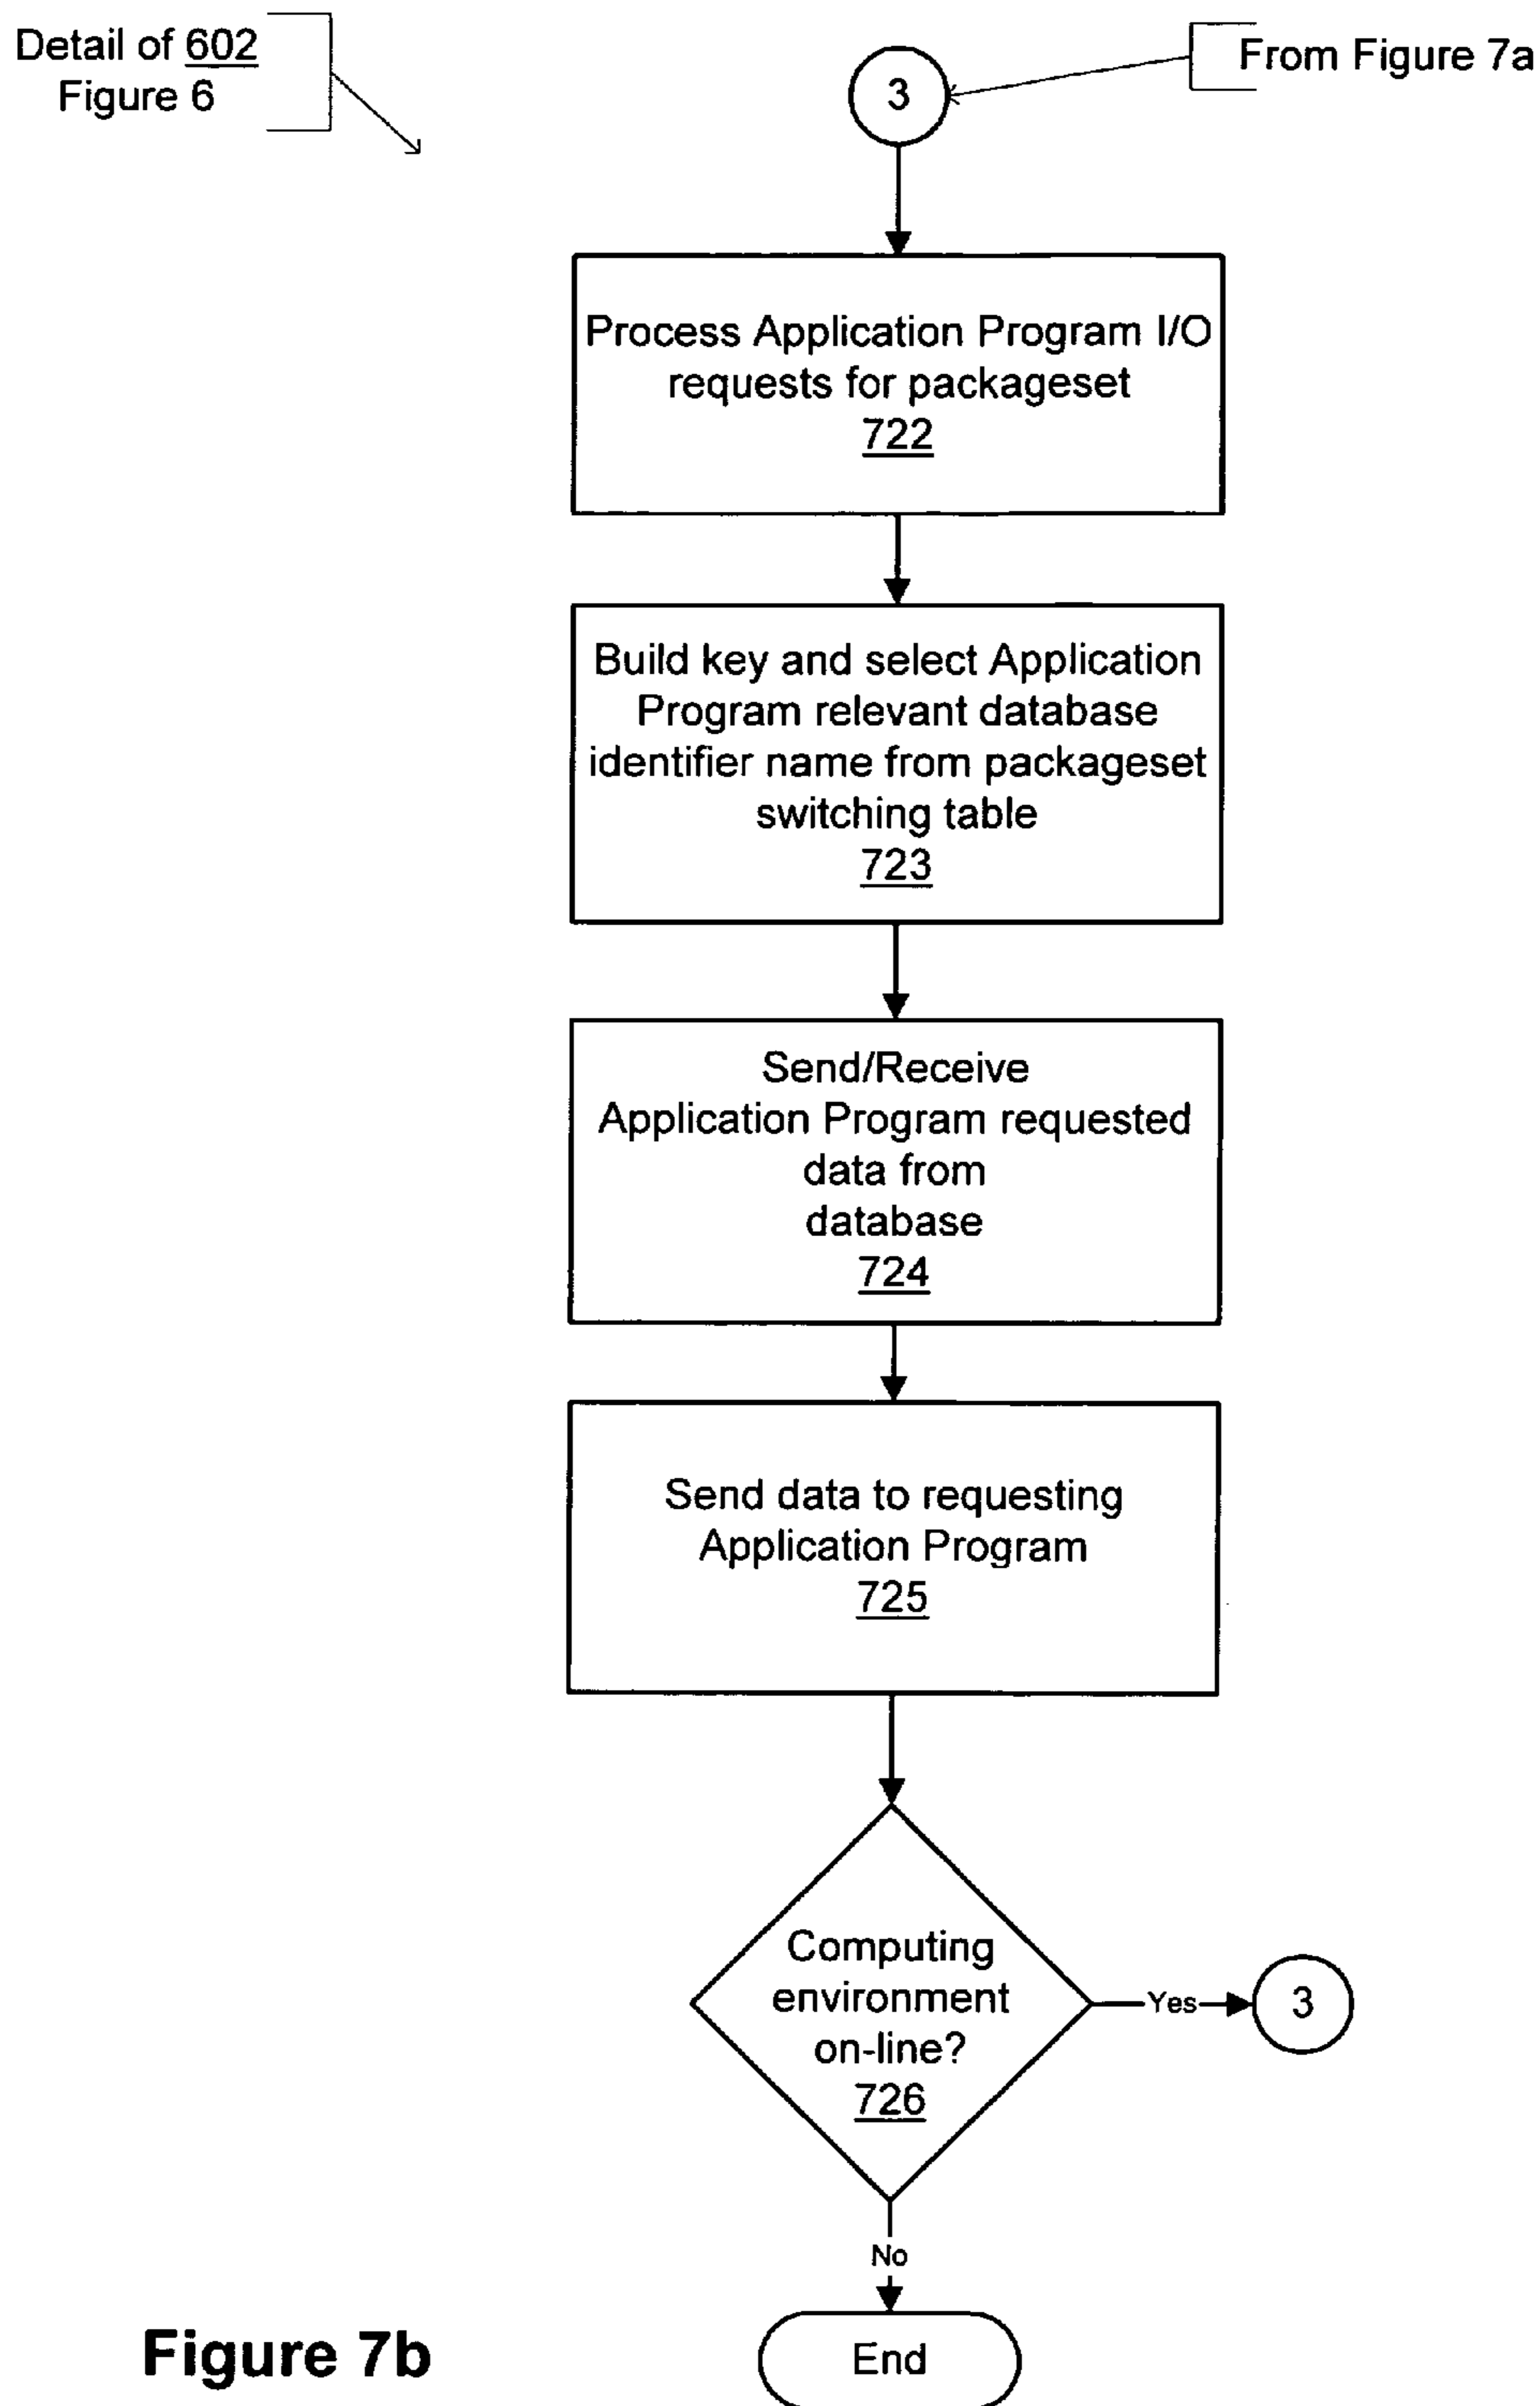 Detail of 602
Figure 6
3
From Figure 7a
Process Application Program I/O
requests for packageset
722
Build key and select Application
Program relevant database
identifier name from packageset
switching table
723
Send/Receive
Application Program requested
data from
database
724
Send data to requesting
Application Program
725
Computing
environment
on-line?
726
Yes
3
No
End
Figure 7b